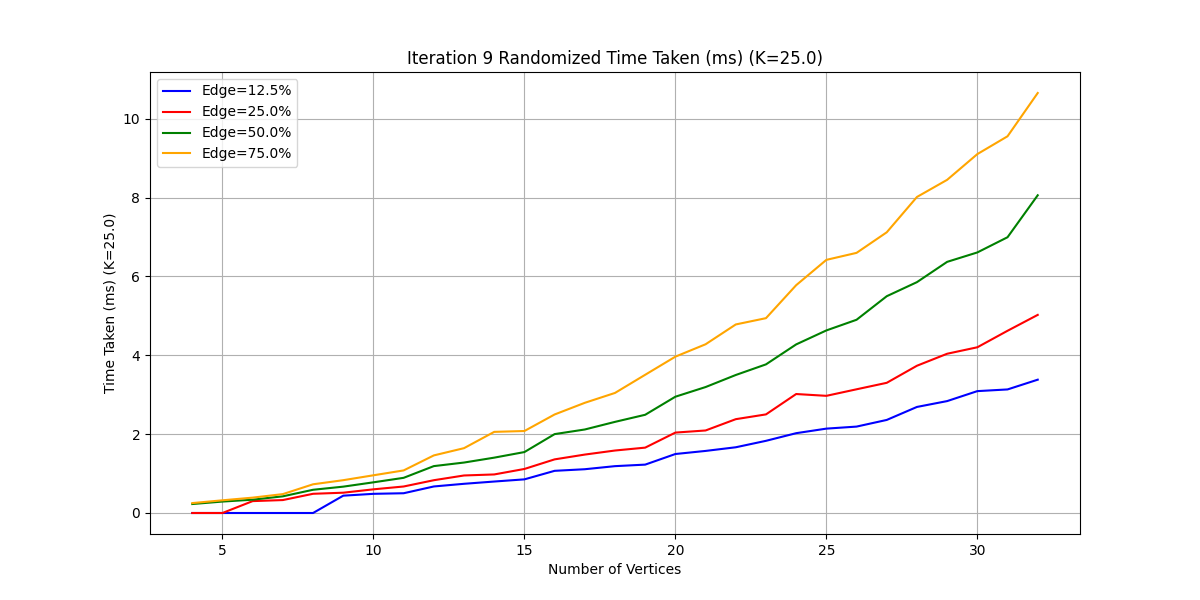 Iteration 9 Randomized Time Taken (ms) (K=25.0)
Edge=12.5%
Edge=25.0%
Edge=50.0%
Edge=75.0%
Time Taken (ms) (K=25.0)
10
8
6
4
2
0
5 10 15 20 25 30
Number of Vertices